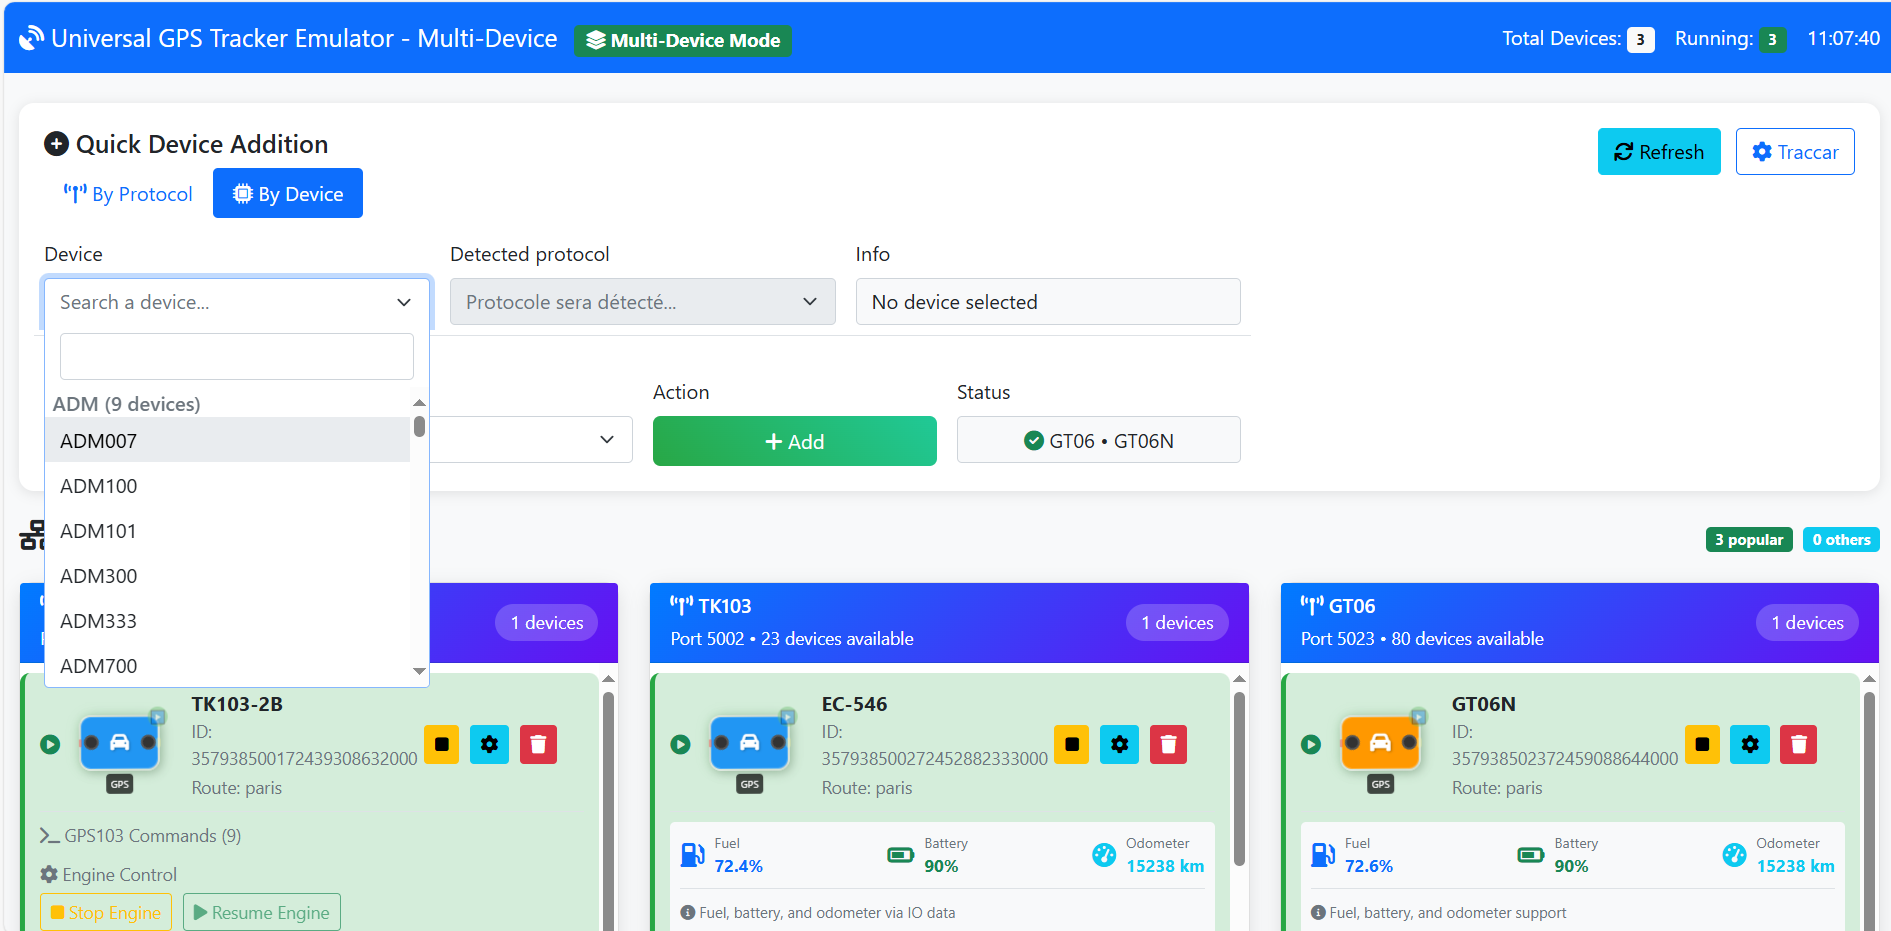 Universal GPS Tracker Emulator - Multi-Device
Multi-Device Mode
Total Devices: 3
Running: 3
11:07:40
Quick Device Addition
Refresh
Traccar
By Protocol
By Device
Device
Detected protocol
Info
Search a device...
Protocole sera détecté...
No device selected
ADM (9 devices)
ADM007
ADM100
ADM101
ADM300
ADM333
ADM700
Action
Status
Add
GT06 • GT06N
3 popular
0 others
1 devices
TK103
Port 5002 • 23 devices available
1 devices
GT06
Port 5023 • 80 devices available
1 devices
TK103-2B
ID:
357938500172439308632000
Route: paris
GPS
GPS103 Commands (9)
Engine Control
Stop Engine
Resume Engine
EC-546
ID:
357938500272452882333000
Route: paris
GPS
Fuel
72.4%
Battery
90%
Odometer
15238 km
Fuel, battery, and odometer via IO data
GT06N
ID:
357938502372459088644000
Route: paris
GPS
Fuel
72.6%
Battery
90%
Odometer
15238 km
Fuel, battery, and odometer support